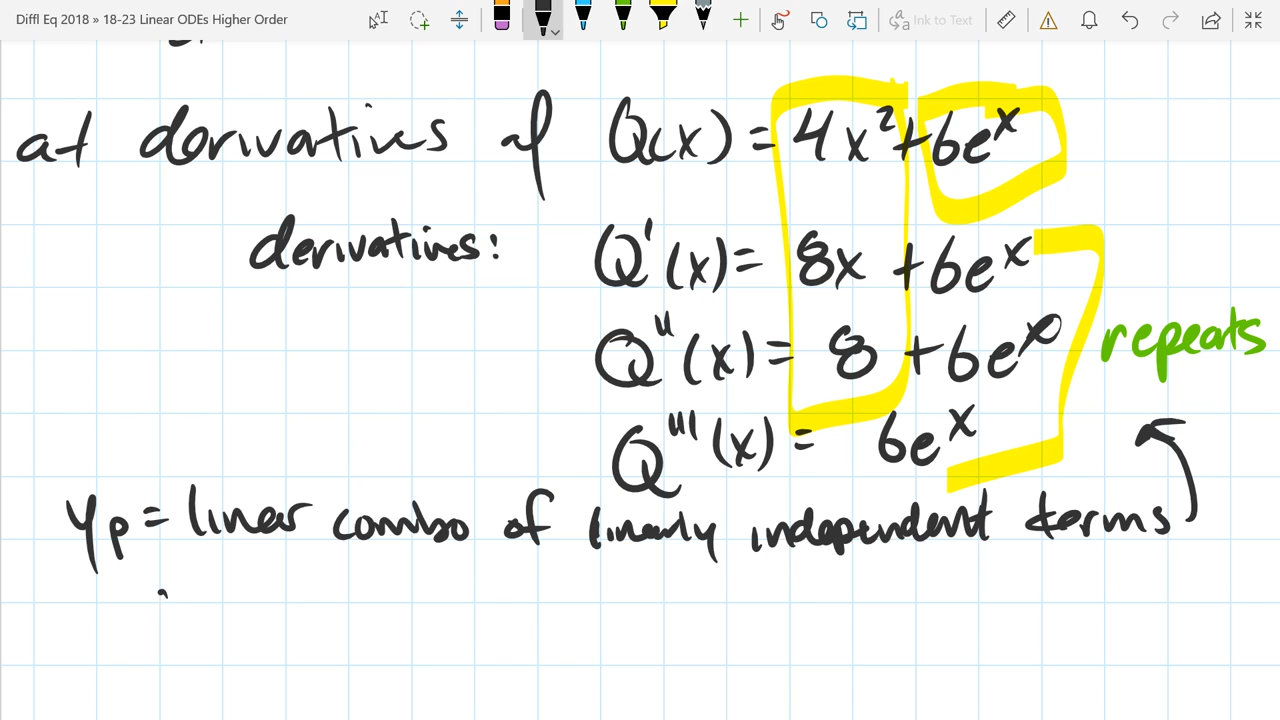 Diffl Eq 2018 » 18-23 Linear ODEs Higher Order
Ink to Text
at derivatives of Q(x) = 4x²+6eˣ
derivatives: Q'(x) = 8x +6eˣ
Q''(x) = 8 +6eˣ
repeats
Q'''(x) = 6eˣ
yp = linear combo of linearly independent terms